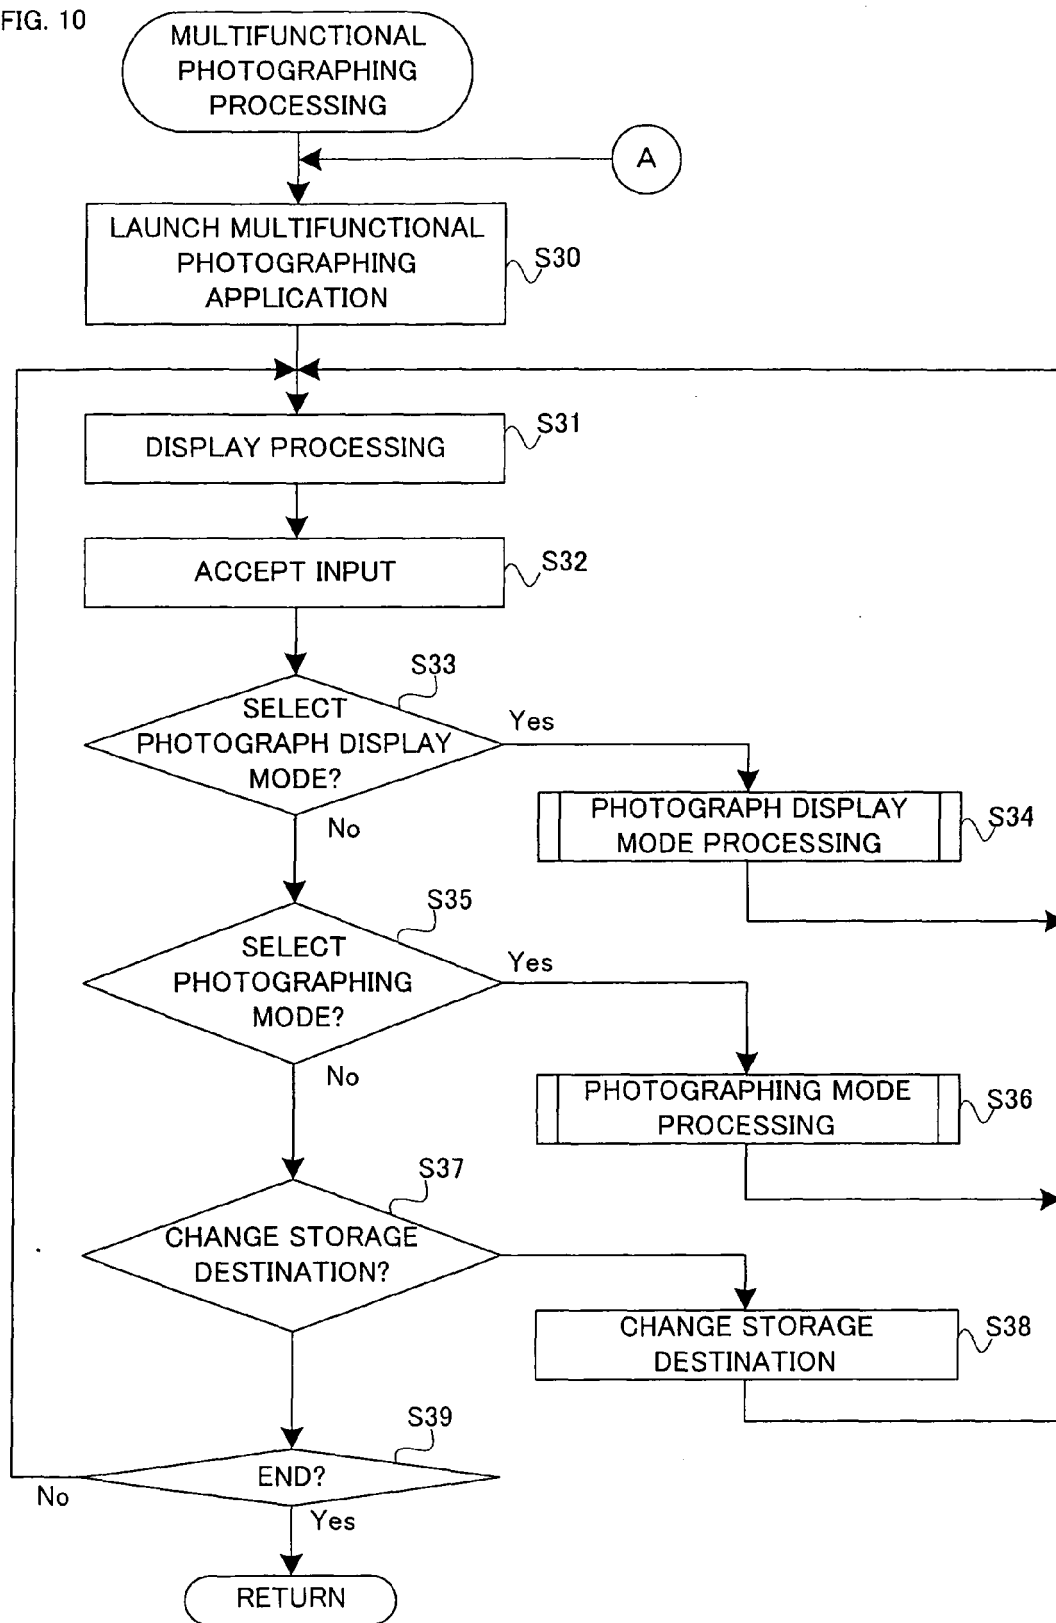 FIG. 10
MULTIFUNCTIONAL
PHOTOGRAPHING
PROCESSING
A
LAUNCH MULTIFUNCTIONAL
PHOTOGRAPHING
APPLICATION
S30
DISPLAY PROCESSING
S31
ACCEPT INPUT
S32
S33
SELECT
PHOTOGRAPH DISPLAY
MODE?
Yes
No
PHOTOGRAPH DISPLAY
MODE PROCESSING
S34
S35
SELECT
PHOTOGRAPHING
MODE?
Yes
No
PHOTOGRAPHING MODE
PROCESSING
S36
S37
CHANGE STORAGE
DESTINATION?
CHANGE STORAGE
DESTINATION
S38
S39
END?
No
Yes
RETURN